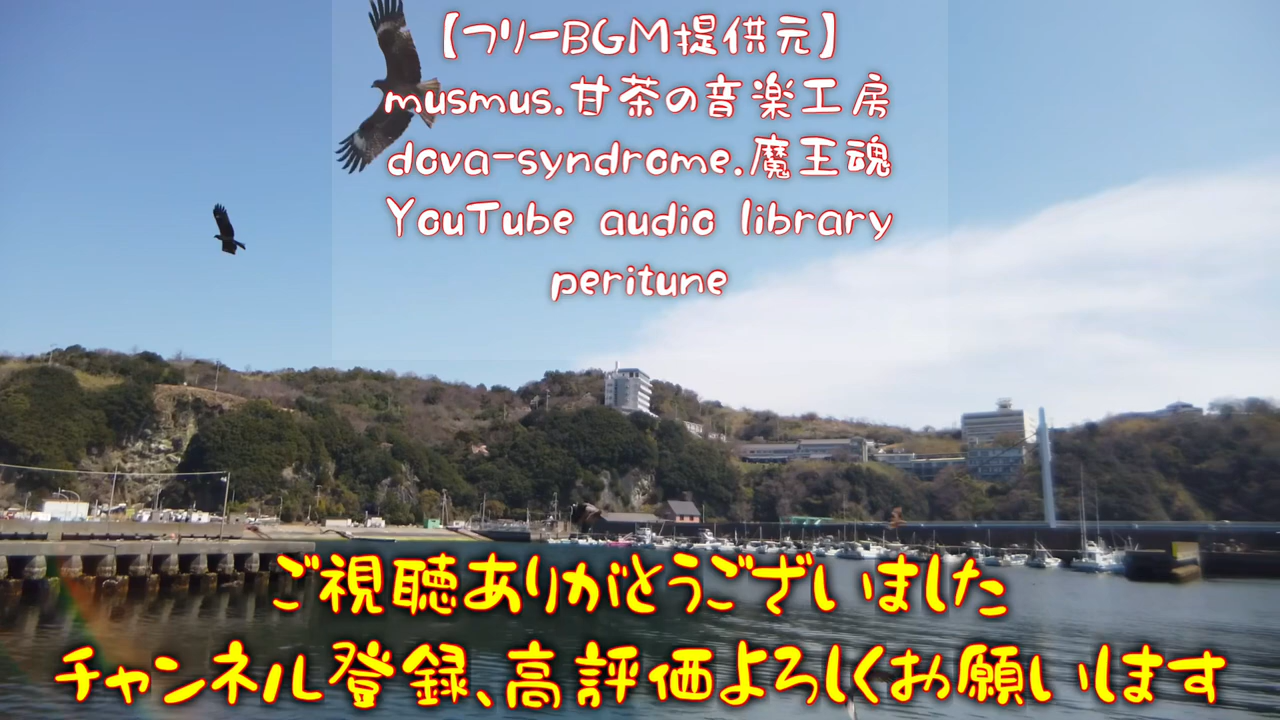 【フリーBGM提供元】
musmus.甘茶の音楽工房
dova-syndrome.魔王魂
YouTube audio library
peritune
ご視聴ありがとうございました
チャンネル登録、高評価よろしくお願いします